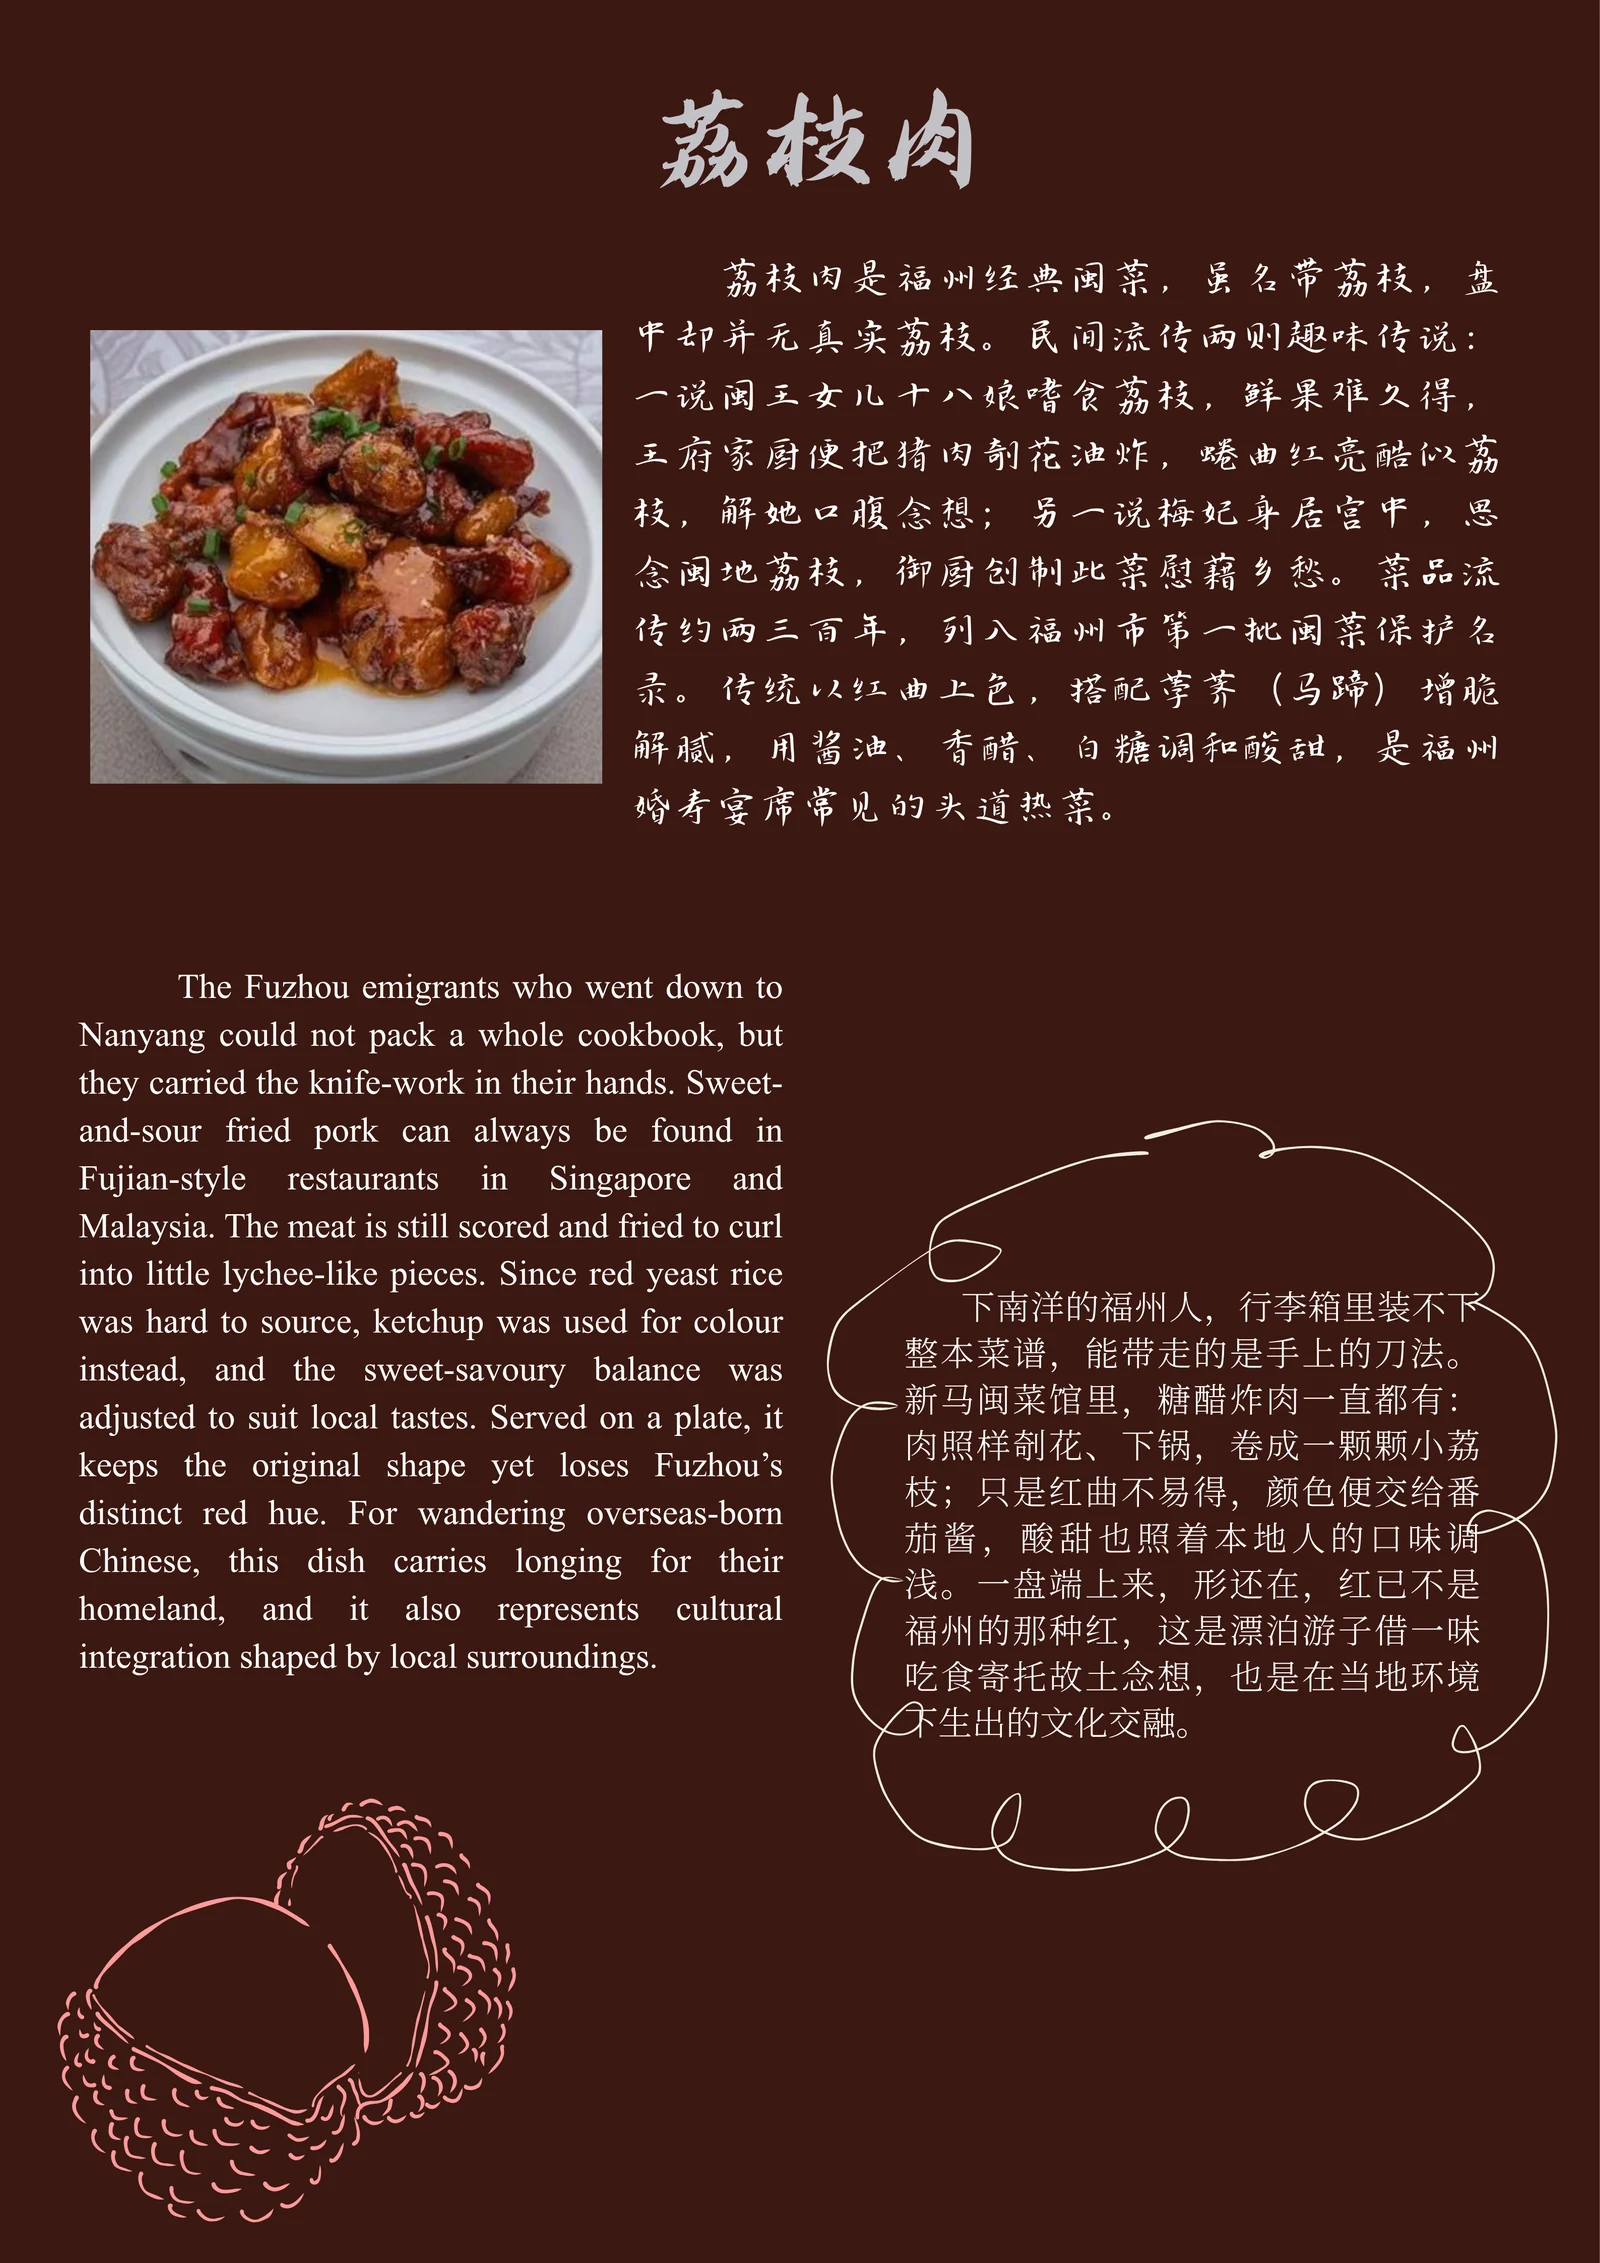 荔枝肉
荔枝肉是福州经典闽菜，虽名带荔枝，盘
中却并无真实荔枝。民间流传两则趣味传说：
一说闽王女儿十八娘嗜食荔枝，鲜果难久得，
王府家厨便把猪肉剞花油炸，蜷曲红亮酷似荔
枝，解她口腹念想；另一说梅妃身居宫中，思
念闽地荔枝，御厨创制此菜慰藉乡愁。菜品流
传约两三百年，列入福州市第一批闽菜保护名
录。传统以红曲上色，搭配荸荠（马蹄）增脆
解腻，用酱油、香醋、白糖调和酸甜，是福州
婚寿宴席常见的头道热菜。
The Fuzhou emigrants who went down to
Nanyang could not pack a whole cookbook, but
they carried the knife-work in their hands. Sweet-
and-sour fried pork can always be found in
Fujian-style restaurants in Singapore and
Malaysia. The meat is still scored and fried to curl
into little lychee-like pieces. Since red yeast rice
was hard to source, ketchup was used for colour
instead, and the sweet-savoury balance was
adjusted to suit local tastes. Served on a plate, it
keeps the original shape yet loses Fuzhou’s
distinct red hue. For wandering overseas-born
Chinese, this dish carries longing for their
homeland, and it also represents cultural
integration shaped by local surroundings.
下南洋的福州人，行李箱里装不下
整本菜谱，能带走的是手上的刀法。
新马闽菜馆里，糖醋炸肉一直都有：
肉照样剞花、下锅，卷成一颗颗小荔
枝；只是红曲不易得，颜色便交给番
茄酱，酸甜也照着本地人的口味调
浅。一盘端上来，形还在，红已不是
福州的那种红，这是漂泊游子借一味
吃食寄托故土念想，也是在当地环境
下生出的文化交融。